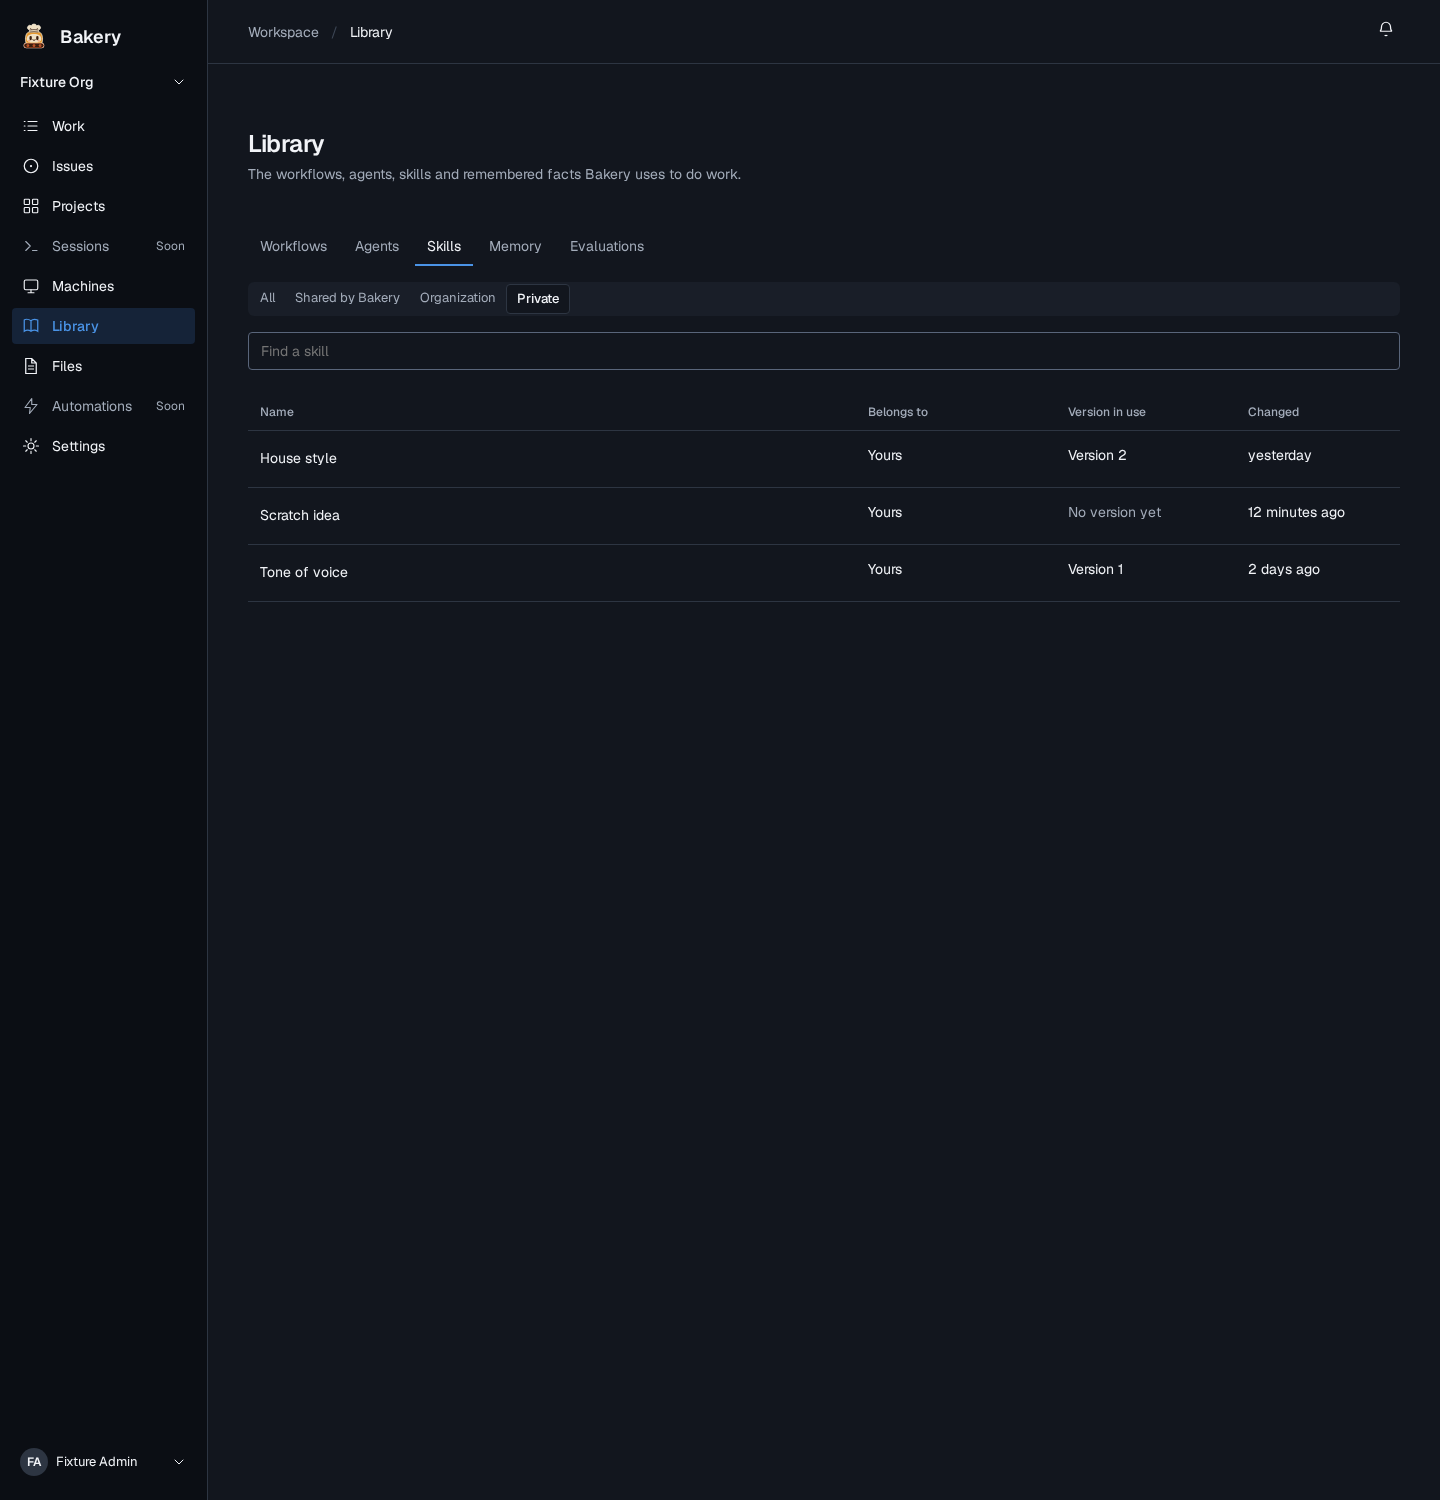 Bakery
Workspace / Library
Fixture Org
Work
Issues
Projects
Sessions Soon
Machines
Library
Files
Automations Soon
Settings
Library
The workflows, agents, skills and remembered facts Bakery uses to do work.
Workflows Agents Skills Memory Evaluations
All Shared by Bakery Organization Private
Find a skill
Name Belongs to Version in use Changed
House style Yours Version 2 yesterday
Scratch idea Yours No version yet 12 minutes ago
Tone of voice Yours Version 1 2 days ago
FA Fixture Admin